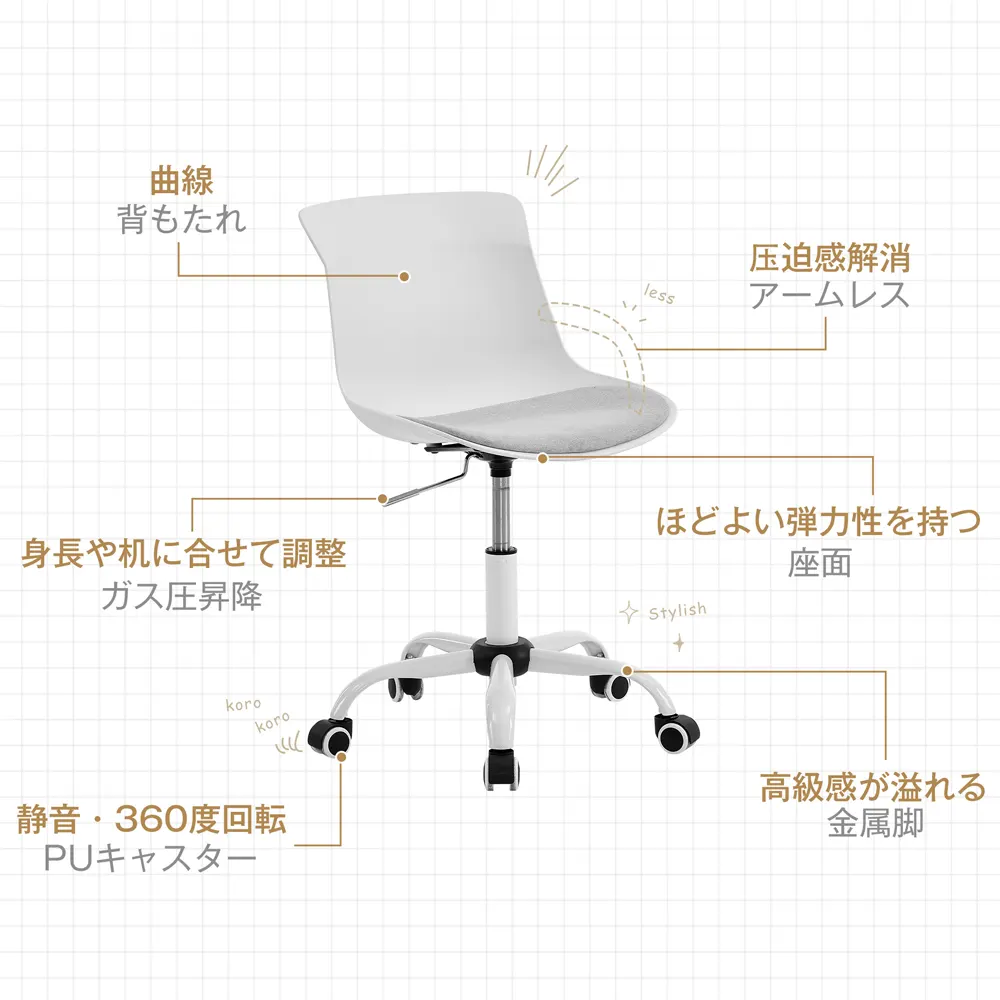 曲線
背もたれ
压迫感解消
アームレス
less
身長や机に合せて調整
ガス圧昇降
ほどよい弾力性を持つ
座面
Stylish
koro
koro
高級感が溢れる
金属脚
静音・360度回転
PUキャスター